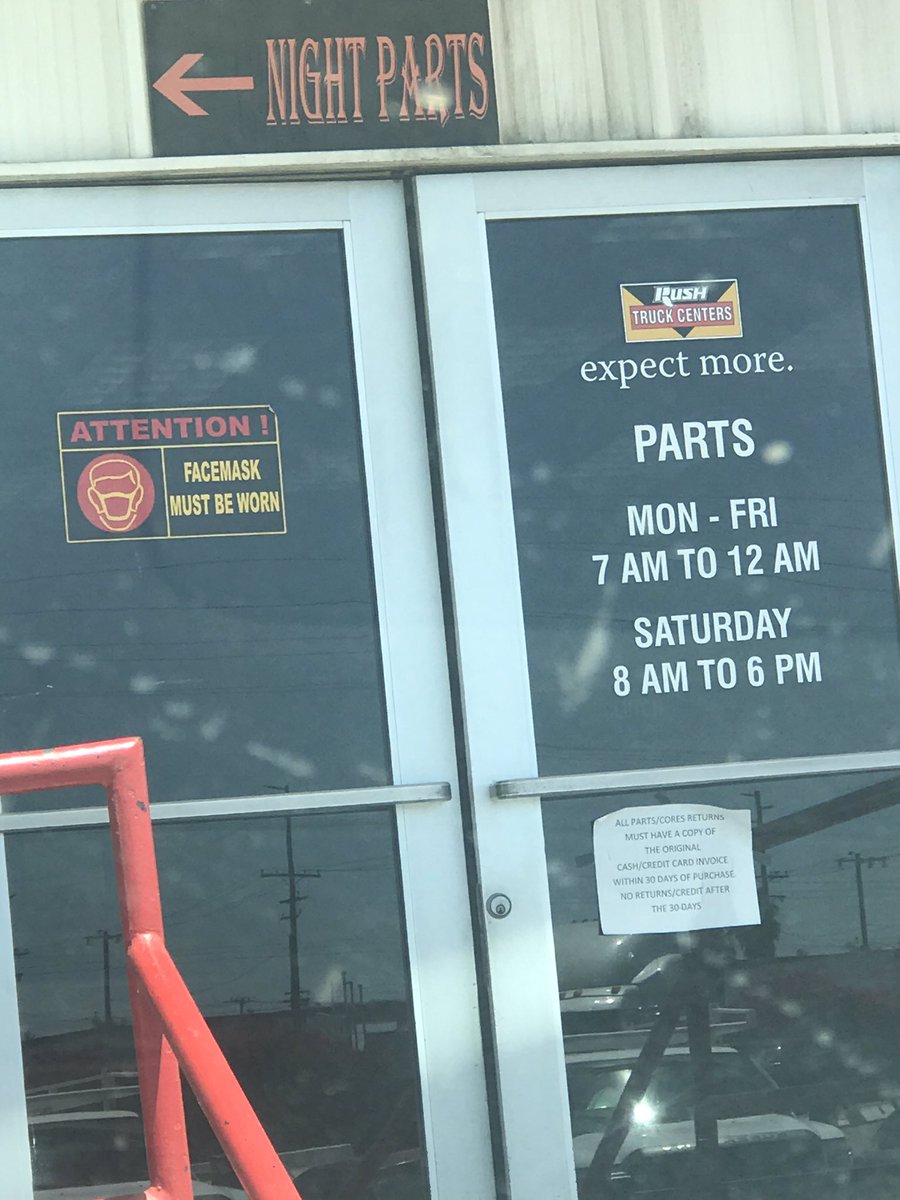 NIGHT PARTS
RUSH
TRUCK CENTERS
expect more.
PARTS
MON - FRI
7 AM TO 12 AM
SATURDAY
8 AM TO 6 PM
ATTENTION !
FACEMASK
MUST BE WORN
ALL PARTS/CORES RETURNS
MUST HAVE A COPY OF
THE ORIGINAL
CASH/CREDIT CARD INVOICE
WITHIN 30 DAYS OF PURCHASE.
NO RETURNS/CREDIT AFTER
THE 30-DAYS